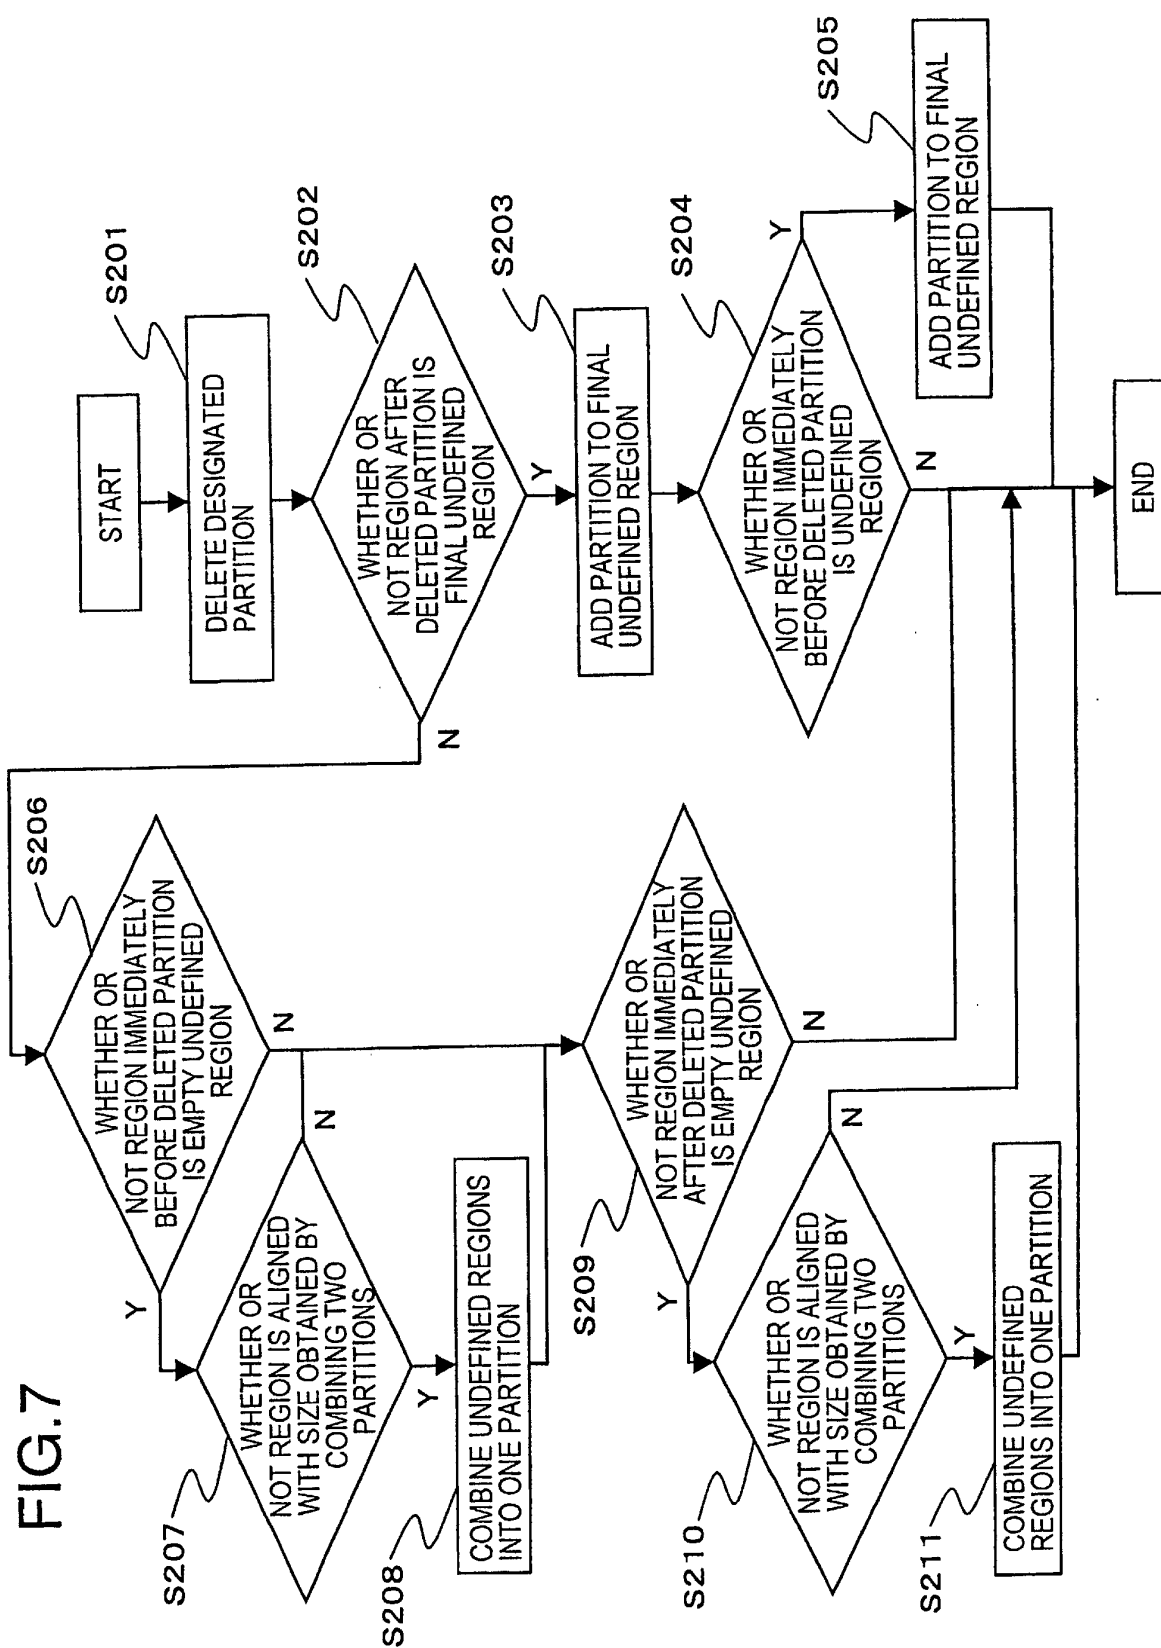 FIG.7
START
S201
DELETE DESIGNATED
PARTITION
S202
WHETHER OR
NOT REGION AFTER
DELETED PARTITION IS
FINAL UNDEFINED
REGION
Y
N
S203
ADD PARTITION TO FINAL
UNDEFINED REGION
S204
WHETHER OR
NOT REGION IMMEDIATELY
BEFORE DELETED PARTITION
IS UNDEFINED
REGION
Y
N
S205
ADD PARTITION TO FINAL
UNDEFINED REGION
S206
WHETHER OR
NOT REGION IMMEDIATELY
BEFORE DELETED PARTITION
IS EMPTY UNDEFINED
REGION
Y
N
S207
WHETHER OR
NOT REGION IS ALIGNED
WITH SIZE OBTAINED BY
COMBINING TWO
PARTITIONS
N
Y
S208
COMBINE UNDEFINED REGIONS
INTO ONE PARTITION
S209
WHETHER OR
NOT REGION IMMEDIATELY
AFTER DELETED PARTITION
IS EMPTY UNDEFINED
REGION
Y
N
S210
WHETHER OR
NOT REGION IS ALIGNED
WITH SIZE OBTAINED BY
COMBINING TWO
PARTITIONS
N
Y
S211
COMBINE UNDEFINED
REGIONS INTO ONE PARTITION
END